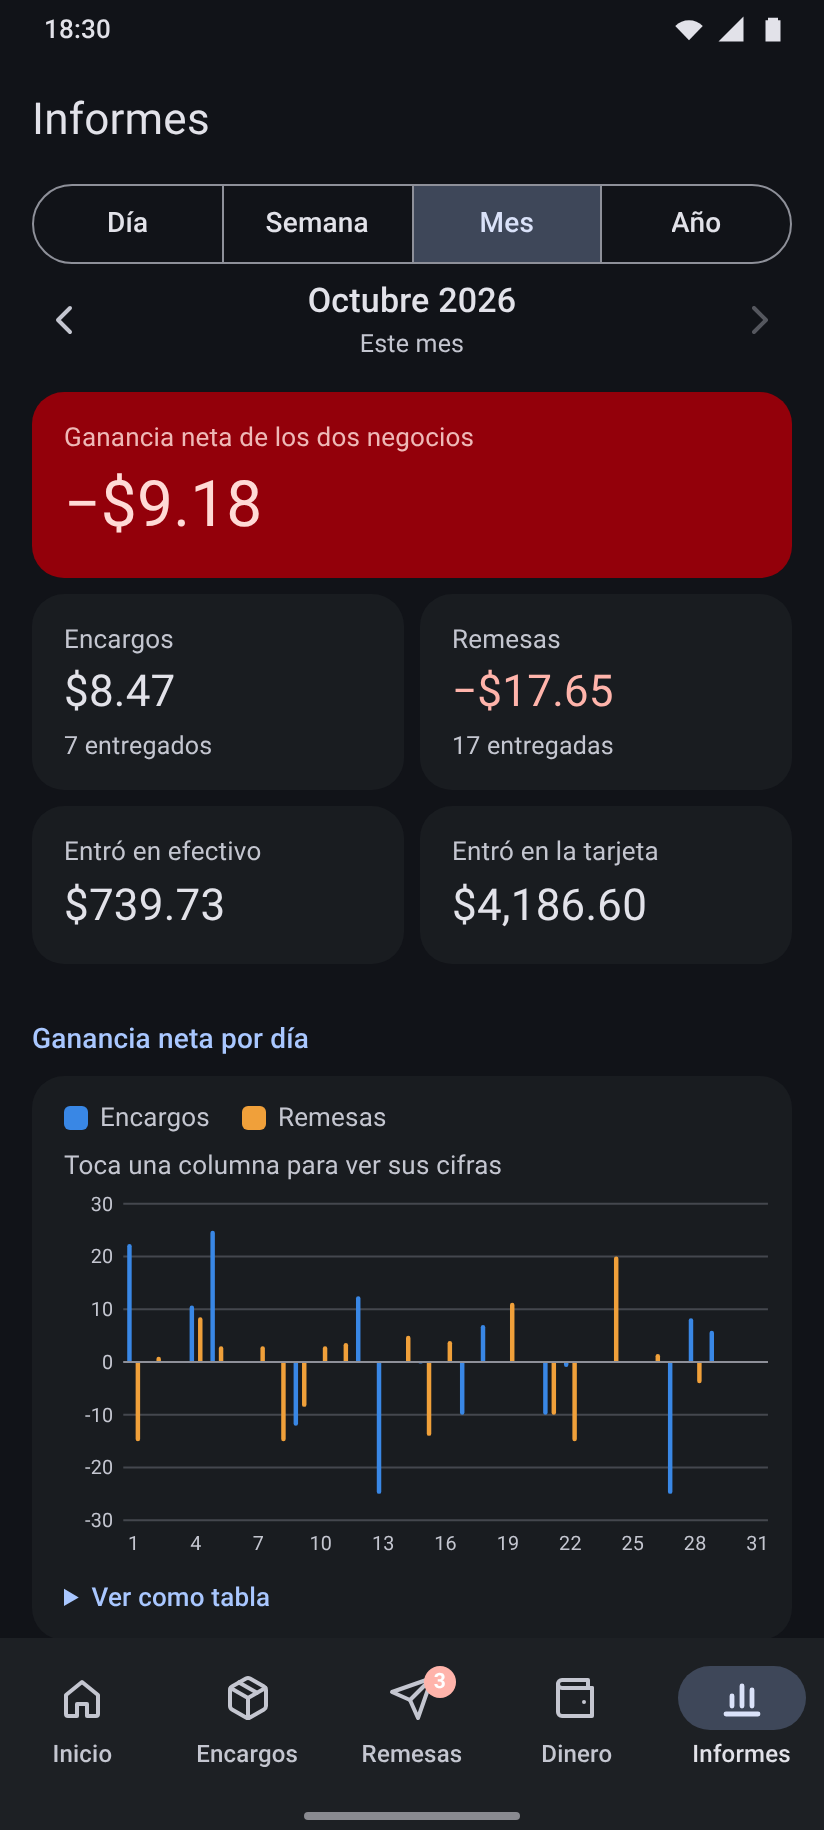 18:30
Informes
Día Semana Mes Año
Octubre 2026
Este mes
Ganancia neta de los dos negocios
−$9.18
Encargos
$8.47
7 entregados
Remesas
−$17.65
17 entregadas
Entró en efectivo
$739.73
Entró en la tarjeta
$4,186.60
Ganancia neta por día
Encargos Remesas
Toca una columna para ver sus cifras
30
20
10
0
-10
-20
-30
1 4 7 10 13 16 19 22 25 28 31
Ver como tabla
3
Inicio Encargos Remesas Dinero Informes